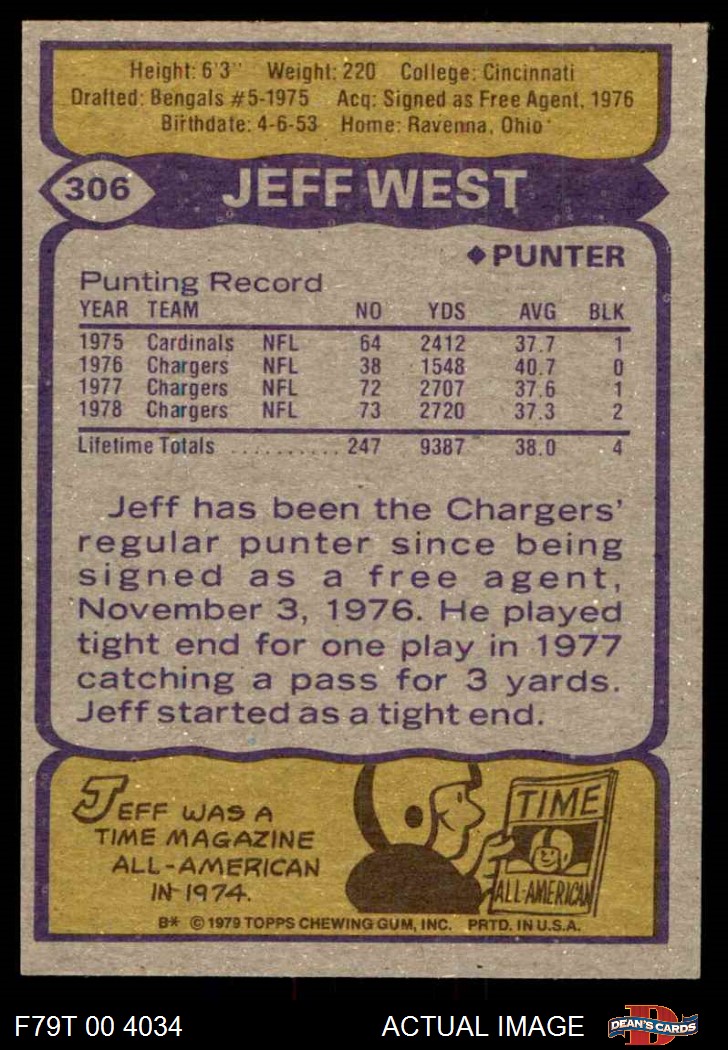 Height: 6'3" Weight: 220 College: Cincinnati
Drafted: Bengals #5-1975 Acq: Signed as Free Agent, 1976
Birthdate: 4-6-53 Home: Ravenna, Ohio
306 JEFF WEST
◆PUNTER
Punting Record
YEAR TEAM NO YDS AVG BLK
1975 Cardinals NFL 64 2412 37.7 1
1976 Chargers NFL 38 1548 40.7 0
1977 Chargers NFL 72 2707 37.6 1
1978 Chargers NFL 73 2720 37.3 2
Lifetime Totals .......... 247 9387 38.0 4
Jeff has been the Chargers'
regular punter since being
signed as a free agent,
November 3, 1976. He played
tight end for one play in 1977
catching a pass for 3 yards.
Jeff started as a tight end.
JEFF WAS A
TIME MAGAZINE
ALL-AMERICAN
IN 1974.
TIME
ALL-AMERICAN
B* © 1979 TOPPS CHEWING GUM, INC. PRTD. IN U.S.A.
F79T 00 4034 ACTUAL IMAGE
D
DEAN'S CARDS